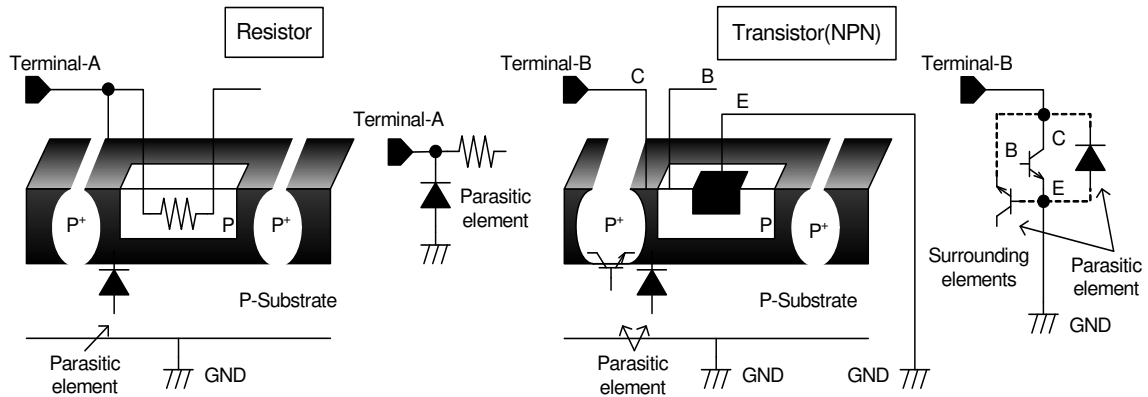 Resistor
Terminal-A
P+
P
P+
P-Substrate
Parasitic
element
GND
Terminal-A
Parasitic
element
Transistor(NPN)
Terminal-B
C
B
E
P+
P
P+
P-Substrate
Parasitic
element
GND
GND
Terminal-B
B
C
E
Surrounding
elements
Parasitic
element
GND